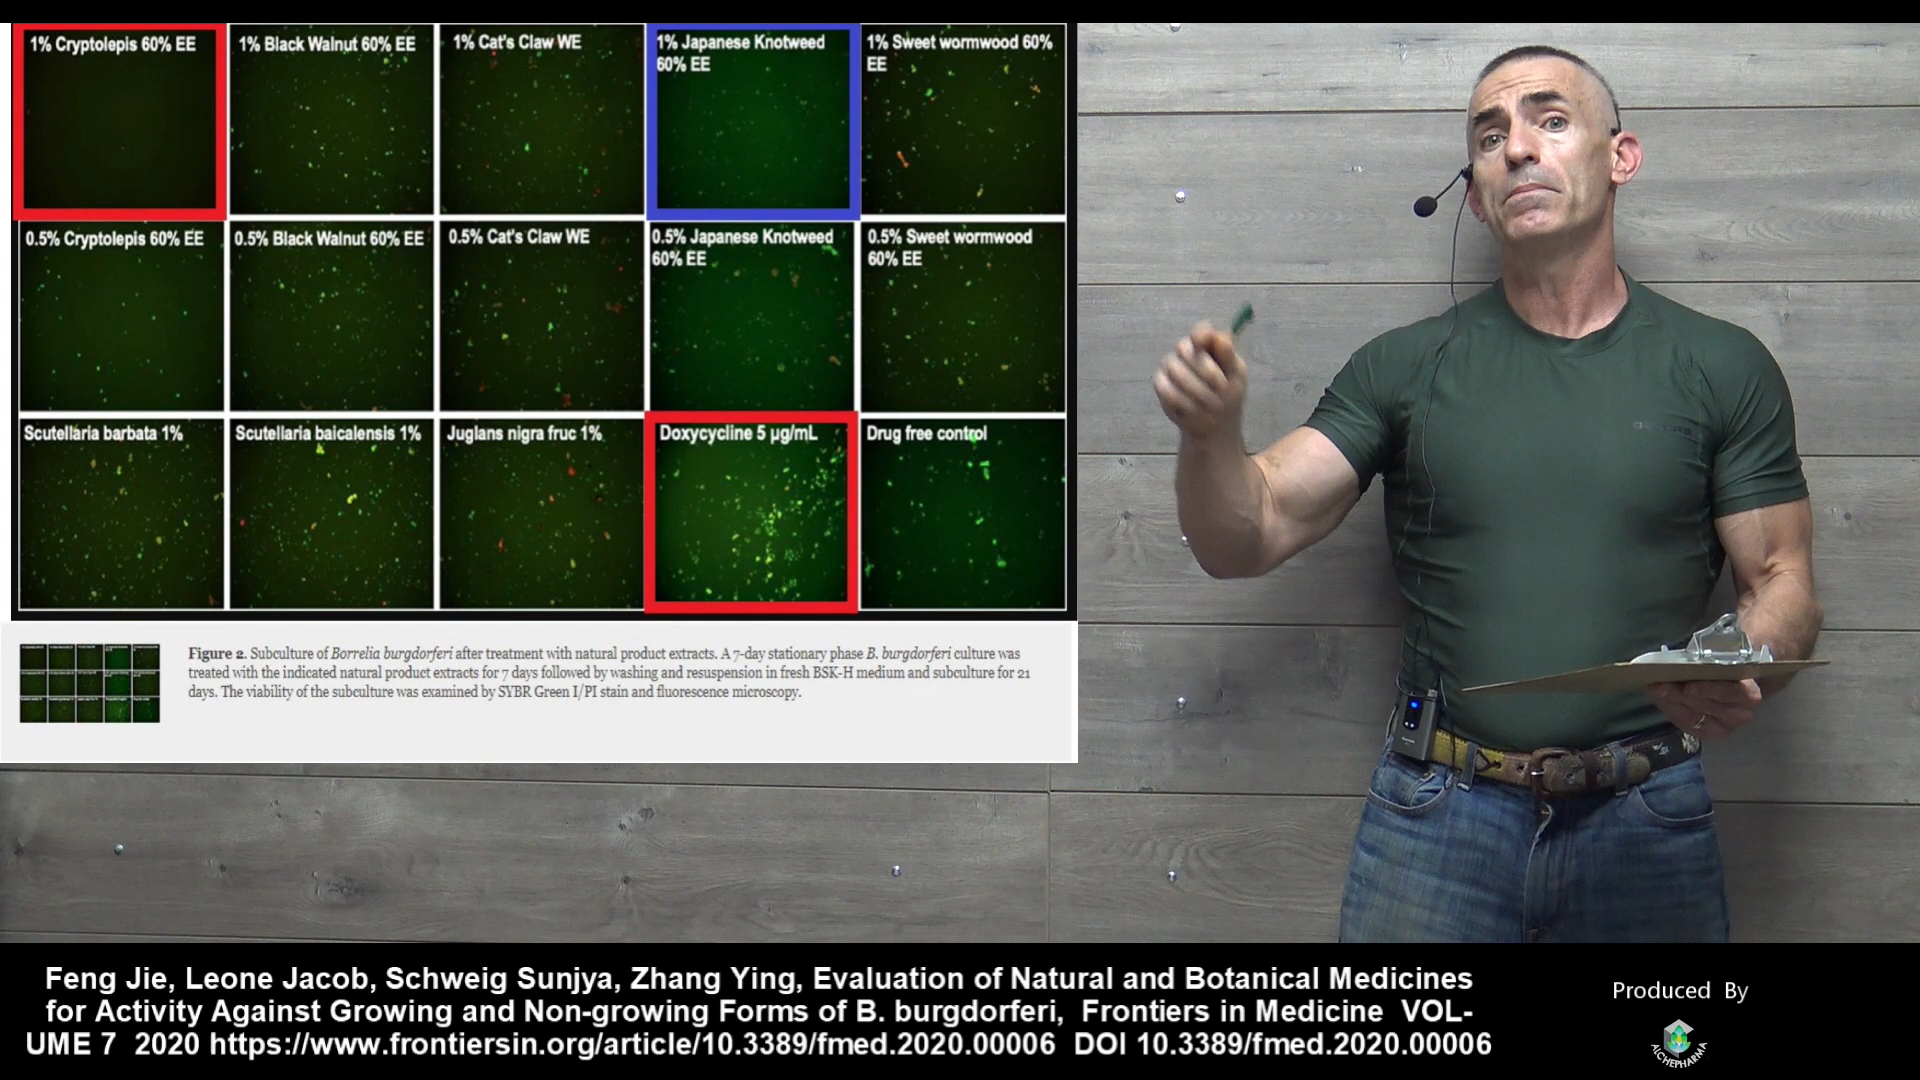 1% Cryptolepis 60% EE
1% Black Walnut 60% EE
1% Cat's Claw WE
1% Japanese Knotweed
60% EE
1% Sweet wormwood 60%
EE
0.5% Cryptolepis 60% EE
0.5% Black Walnut 60% EE
0.5% Cat's Claw WE
0.5% Japanese Knotweed
60% EE
0.5% Sweet wormwood
60% EE
Scutellaria barbata 1%
Scutellaria baicalensis 1%
Juglans nigra fruc 1%
Doxycycline 5 µg/mL
Drug free control
Figure 2. Subculture of Borrelia burgdorferi after treatment with natural product extracts. A 7-day stationary phase B. burgdorferi culture was
treated with the indicated natural product extracts for 7 days followed by washing and resuspension in fresh BSK-H medium and subculture for 21
days. The viability of the subculture was examined by SYBR Green I/PI stain and fluorescence microscopy.
Feng Jie, Leone Jacob, Schweig Sunjya, Zhang Ying, Evaluation of Natural and Botanical Medicines
for Activity Against Growing and Non-growing Forms of B. burgdorferi, Frontiers in Medicine VOL-
UME 7 2020 https://www.frontiersin.org/article/10.3389/fmed.2020.00006 DOI 10.3389/fmed.2020.00006
Produced By
AlCHEPHARMA